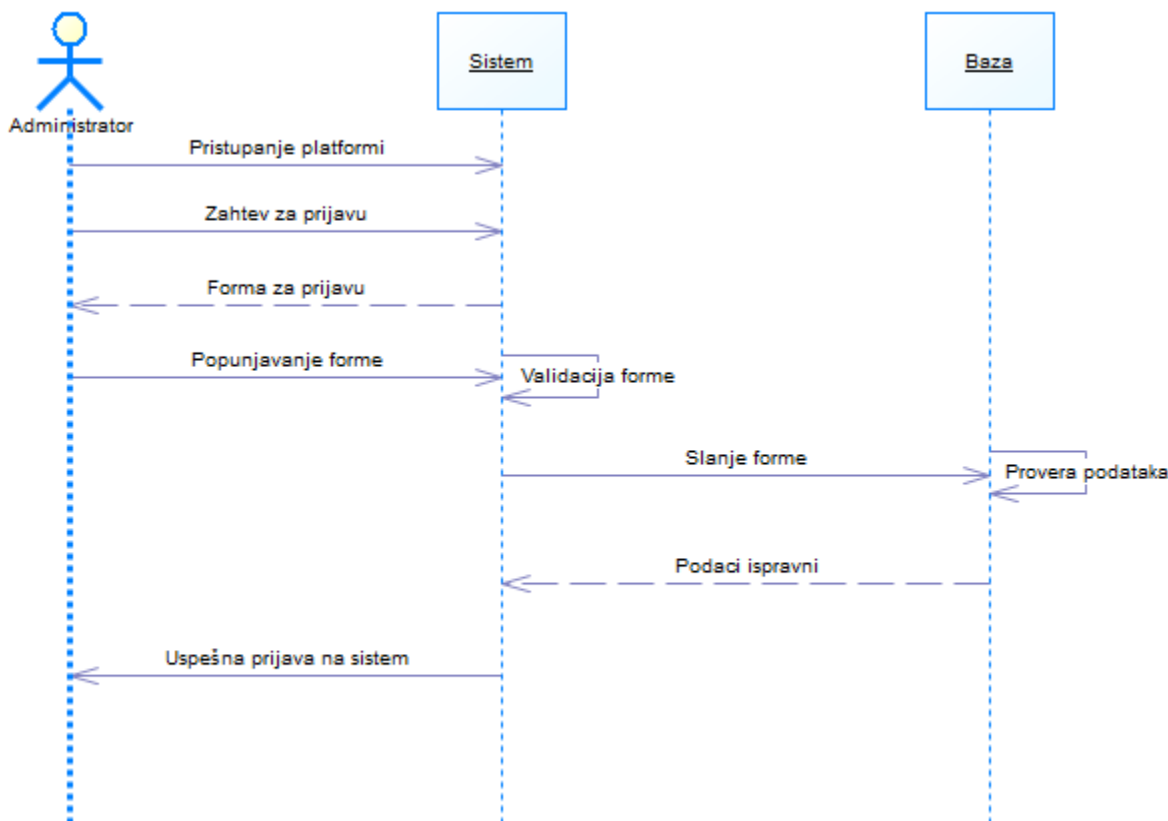 Sistem
Baza
Administrator
Pristupanje platformi
Zahtev za prijavu
Forma za prijavu
Popunjavanje forme
Validacija forme
Slanje forme
Provera podataka
Podaci ispravni
Uspešna prijava na sistem